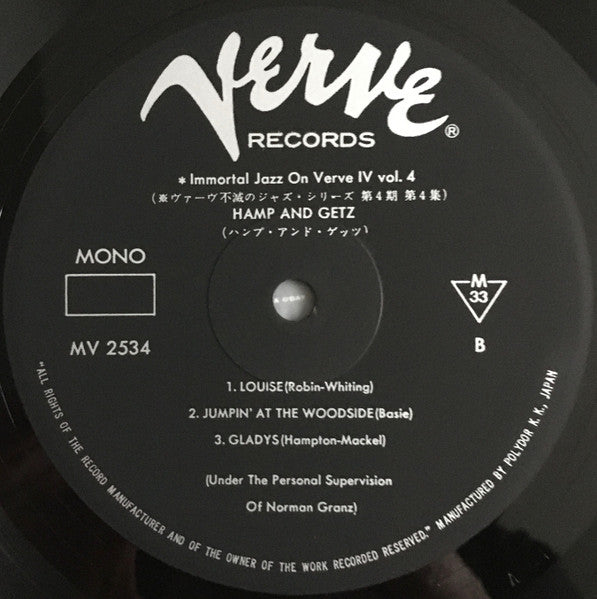 Verve®
RECORDS
*Immortal Jazz On Verve IV vol. 4
(※ヴァーヴ不滅のジャズ・シリーズ 第4期 第4集)
HAMP AND GETZ
(ハンプ・アンド・ゲッツ)
MONO
MV 2534
M
33
B
1. LOUISE(Robin-Whiting)
2. JUMPIN' AT THE WOODSIDE(Basie)
3. GLADYS(Hampton-Mackel)
(Under The Personal Supervision
Of Norman Granz)
"ALL RIGHTS OF THE RECORD MANUFACTURER AND OF THE OWNER OF THE WORK RECORDED RESERVED." MANUFACTURED BY POLYDOR K. K., JAPAN